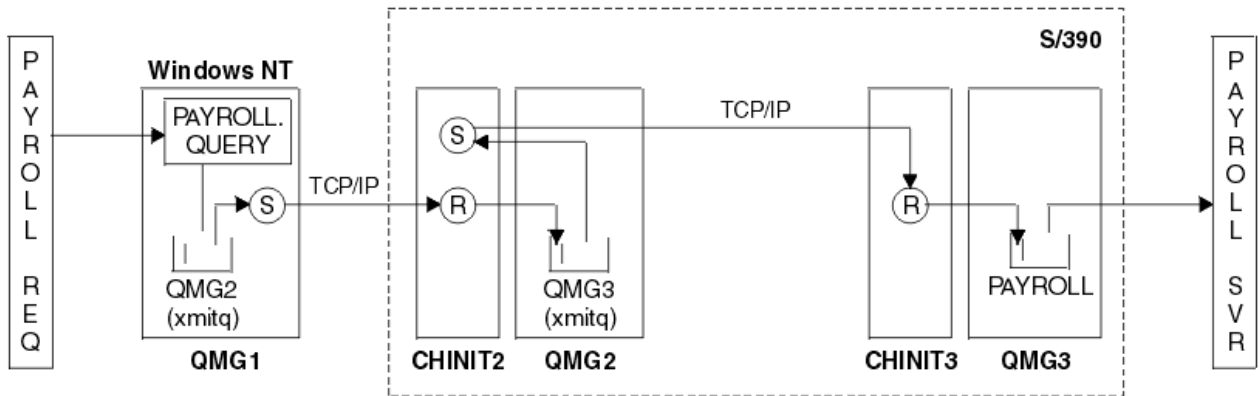 PAYROLL REQ
Windows NT
PAYROLL.
QUERY
S
TCP/IP
QMG2
(xmitq)
QMG1
S/390
S
R
TCP/IP
QMG3
(xmitq)
CHINIT2
QMG2
R
PAYROLL
CHINIT3
QMG3
PAYROLL SVR